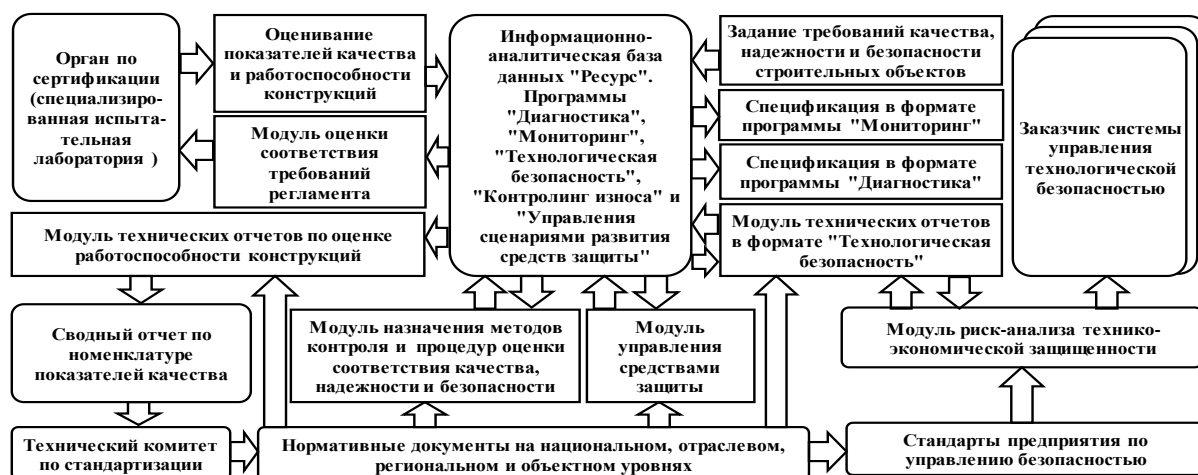 Орган по
сертификации
(специализиро-
ванная испыта-
тельная
лаборатория )
Оценивание
показателей качества
и работоспособности
конструкций
Модуль оценки
соответствия
требований
регламента
Информационно-
аналитическая база
данных "Ресурс".
Программы
"Диагностика",
"Мониторинг",
"Технологическая
безопасность",
"Контролинг износа" и
"Управления
сценариями развития
средств защиты"
Задание требований качества,
надежности и безопасности
строительных объектов
Спецификация в формате
программы "Мониторинг"
Спецификация в формате
программы "Диагностика"
Модуль технических отчетов
в формате "Технологическая
безопасность"
Заказчик системы
управления
технологической
безопасностью
Модуль технических отчетов по оценке
работоспособности конструкций
Сводный отчет по
номенклатуре
показателей качества
Модуль назначения методов
контроля и процедур оценки
соответствия качества,
надежности и безопасности
Модуль
управления
средствами
защиты
Модуль риск-анализа технико-
экономической защищенности
Технический комитет
по стандартизации
Нормативные документы на национальном, отраслевом,
региональном и объектном уровнях
Стандарты предприятия по
управлению безопасностью